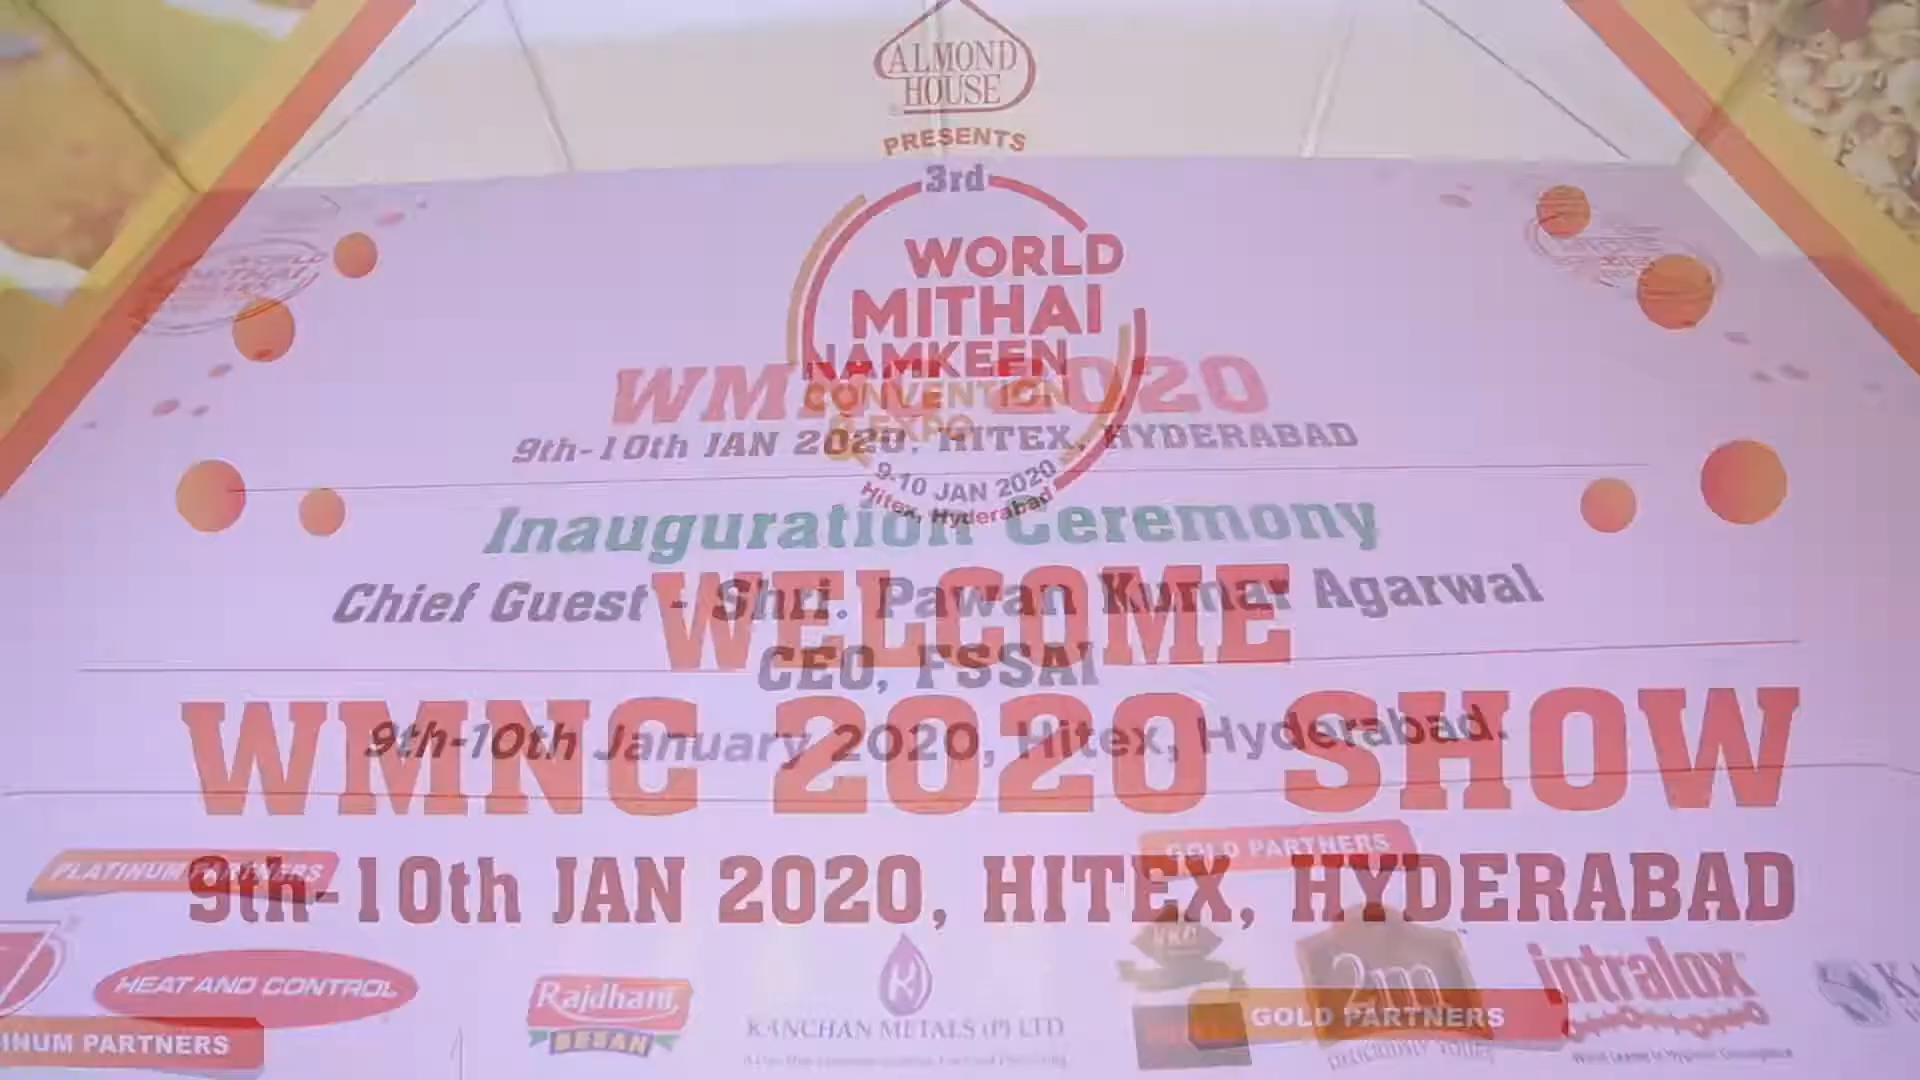 ALMOND
HOUSE
PRESENTS
3rd
WORLD
MITHAI
NAMKEEN
CONVENTION
& EXPO
9-10 JAN 2020
Hitex, Hyderabad
WMNC 2020
9th-10th JAN 2020, HITEX, HYDERABAD
Inauguration Ceremony
Chief Guest - Shri. Pawan Kumar Agarwal
CEO, FSSAI
9th-10th January 2020, Hitex, Hyderabad.
WELCOME
WMNC 2020 SHOW
9th-10th JAN 2020, HITEX, HYDERABAD
PLATINUM PARTNERS
GOLD PARTNERS
HEAT AND CONTROL
Rajdhani
BESAN
KANCHAN METALS (P) LTD
2m
DELICIOUSLY YOURS
intralox
INUM PARTNERS
GOLD PARTNERS